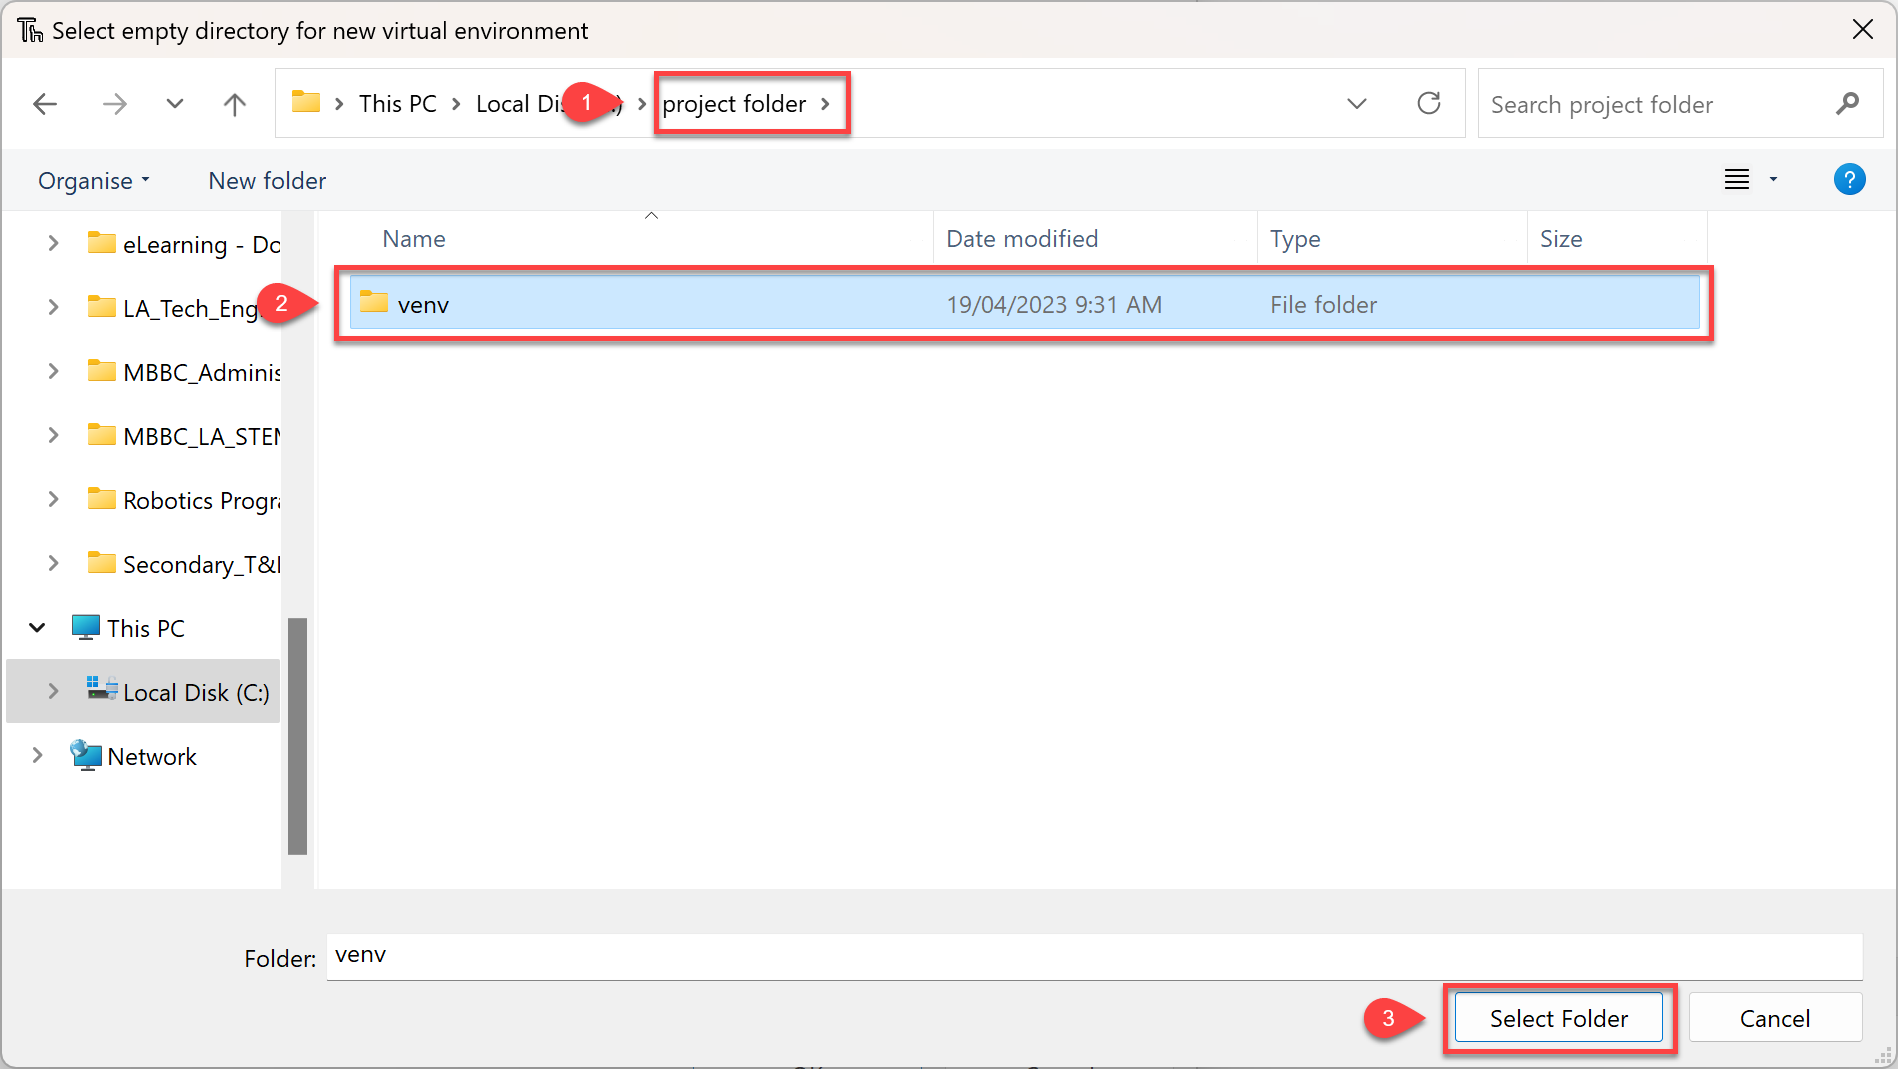 Select empty directory for new virtual environment
This PC
Local
1
project folder
Search project folder
Organise
New folder
?
Name
Date modified
Type
Size
eLearning - Do
LA_Tech_Eng
2
venv
19/04/2023 9:31 AM
File folder
MBBC_Adminis
MBBC_LA_STEM
Robotics Progra
Secondary_T&
This PC
Local Disk (C:)
Network
Folder:
venv
3
Select Folder
Cancel